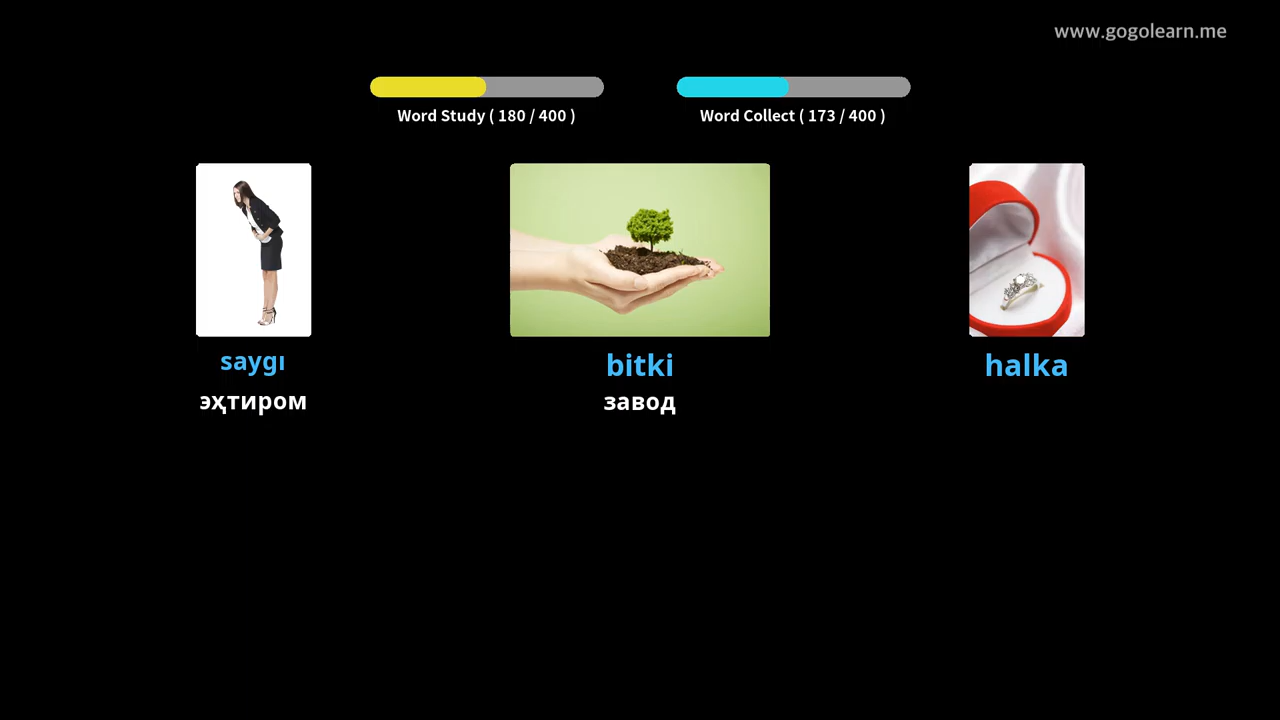 www.gogolearn.me
Word Study ( 180 / 400 )
Word Collect ( 173 / 400 )
saygı
эҳтиром
bitki
завод
halka